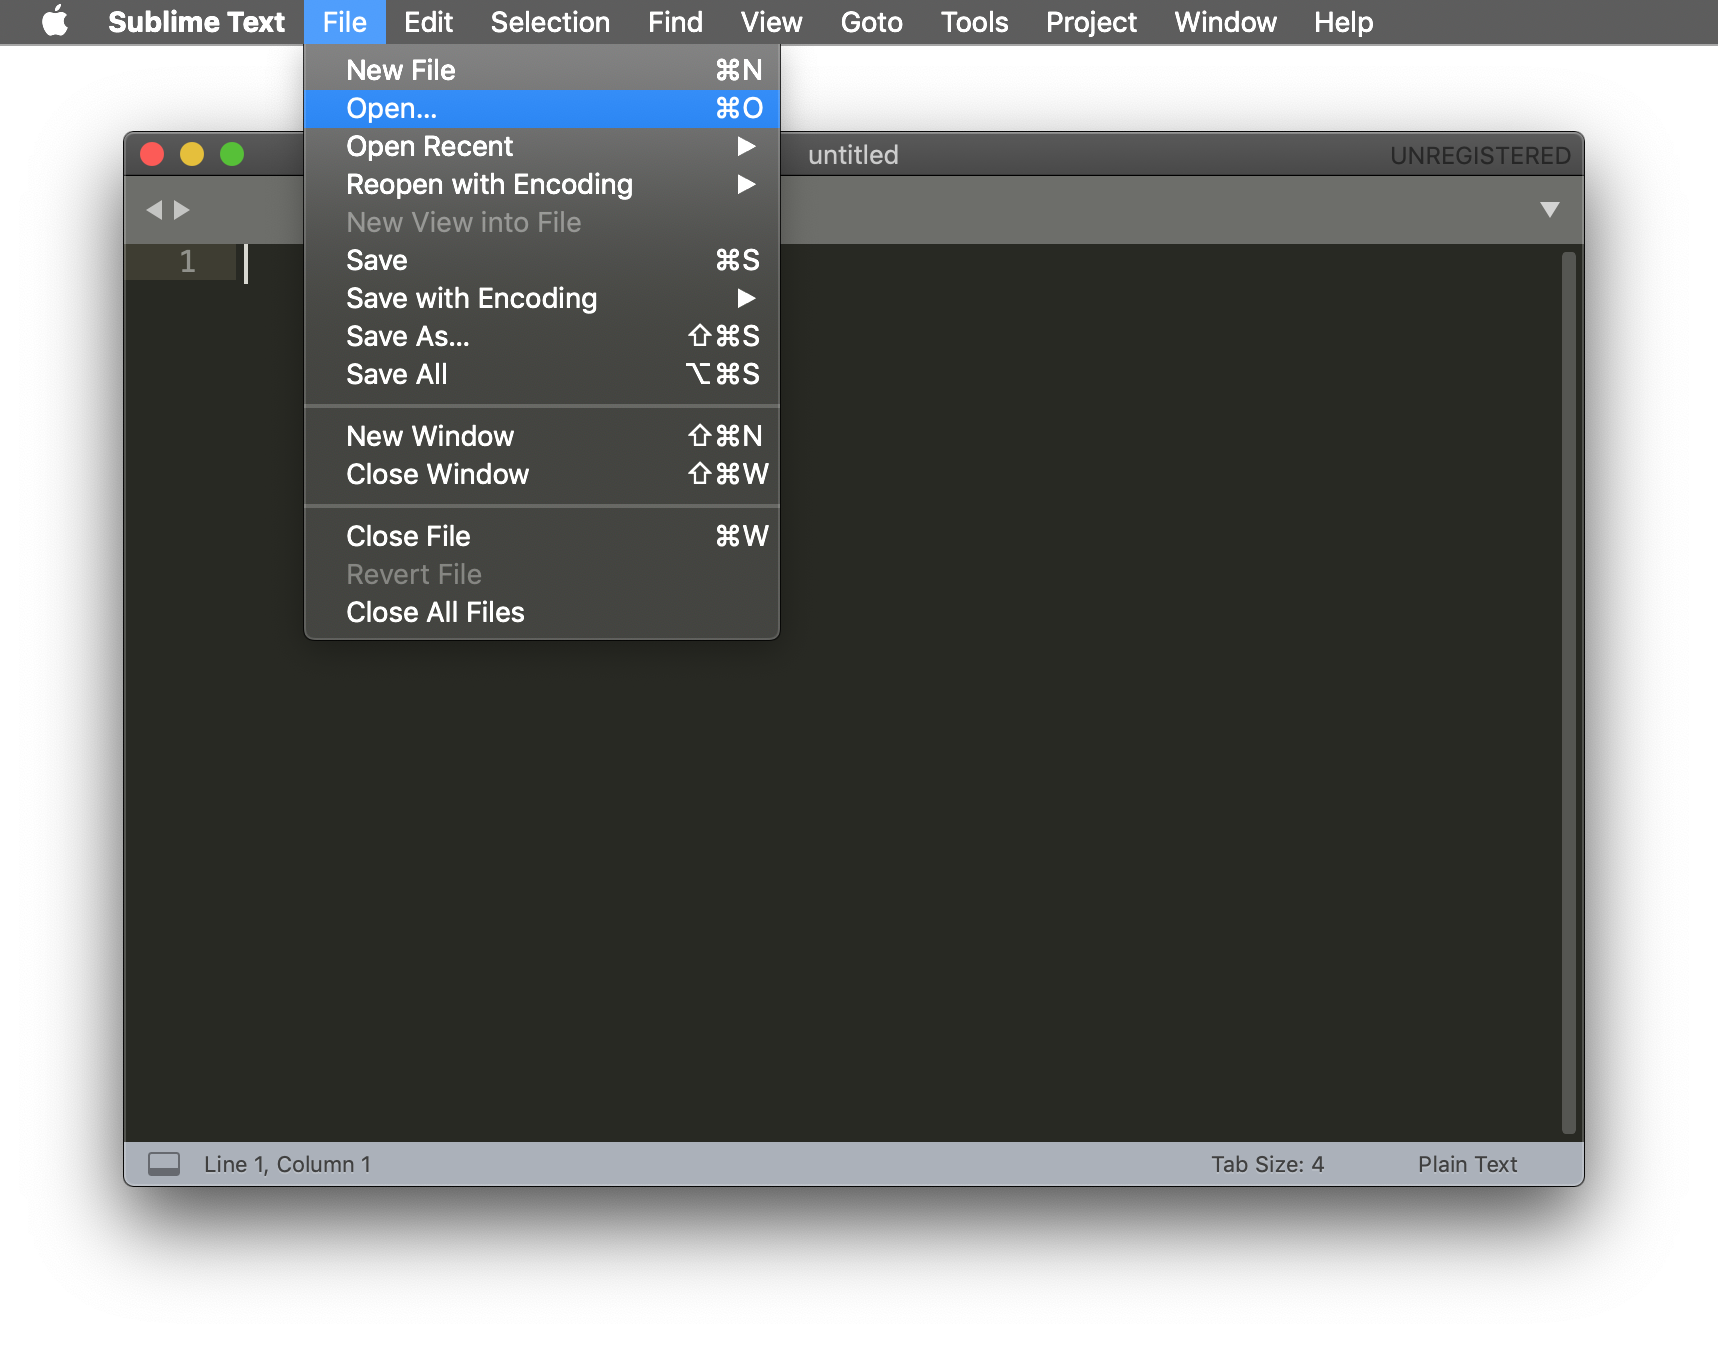 Sublime Text File Edit Selection Find View Goto Tools Project Window Help
New File ⌘N
Open... ⌘O
Open Recent ▶
Reopen with Encoding ▶
New View into File
Save ⌘S
Save with Encoding ▶
Save As... ⇧⌘S
Save All ⌥⌘S
New Window ⇧⌘N
Close Window ⇧⌘W
Close File ⌘W
Revert File
Close All Files
untitled UNREGISTERED
1
Line 1, Column 1 Tab Size: 4 Plain Text